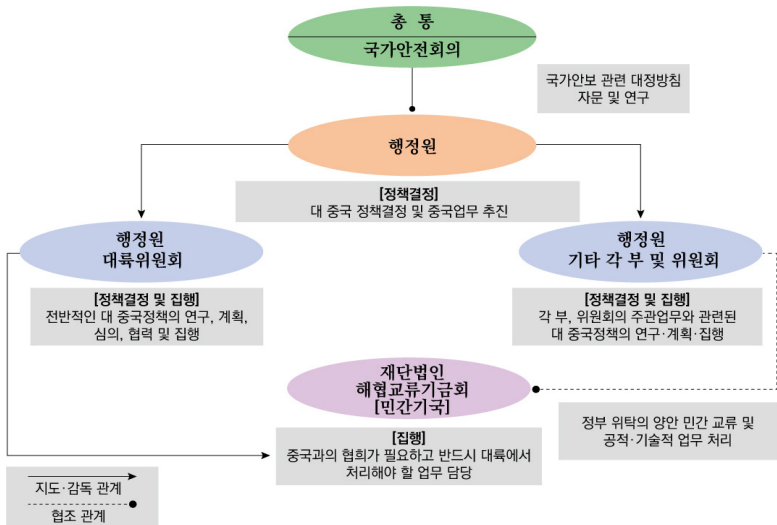 총 통
국가안전회의
국가안보 관련 대정방침
자문 및 연구
행정원
[정책결정]
대 중국 정책결정 및 중국업무 추진
행정원
대륙위원회
[정책결정 및 집행]
전반적인 대 중국정책의 연구, 계획,
심의, 협력 및 집행
행정원
기타 각 부 및 위원회
[정책결정 및 집행]
각 부, 위원회의 주관업무와 관련된
대 중국정책의 연구·계획·집행
재단법인
해협교류기금회
[민간기국]
[집행]
중국과의 협희가 필요하고 반드시 대륙에서
처리해야 할 업무 담당
정부 위탁의 양안 민간 교류 및
공적·기술적 업무 처리
지도·감독 관계
협조 관계